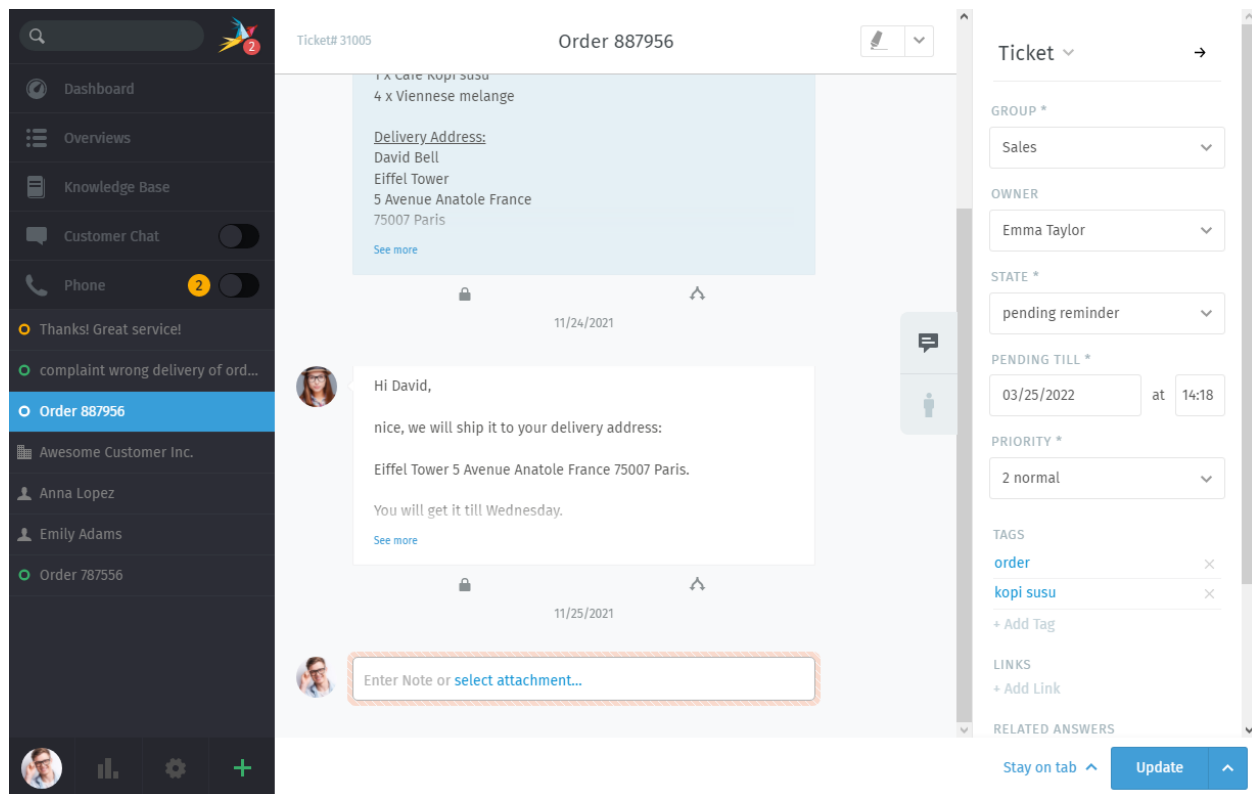 2
Dashboard
Overviews
Knowledge Base
Customer Chat
Phone 2
Thanks! Great service!
complaint wrong delivery of ord...
Order 887956
Awesome Customer Inc.
Anna Lopez
Emily Adams
Order 787556
Ticket# 31005
Order 887956
1 x Cafe Kopi susu
4 x Viennese melange
Delivery Address:
David Bell
Eiffel Tower
5 Avenue Anatole France
75007 Paris
See more
11/24/2021
Hi David,
nice, we will ship it to your delivery address:
Eiffel Tower 5 Avenue Anatole France 75007 Paris.
You will get it till Wednesday.
See more
11/25/2021
Enter Note or select attachment...
Ticket
GROUP *
Sales
OWNER
Emma Taylor
STATE *
pending reminder
PENDING TILL *
03/25/2022 at 14:18
PRIORITY *
2 normal
TAGS
order
kopi susu
+ Add Tag
LINKS
+ Add Link
RELATED ANSWERS
Stay on tab
Update